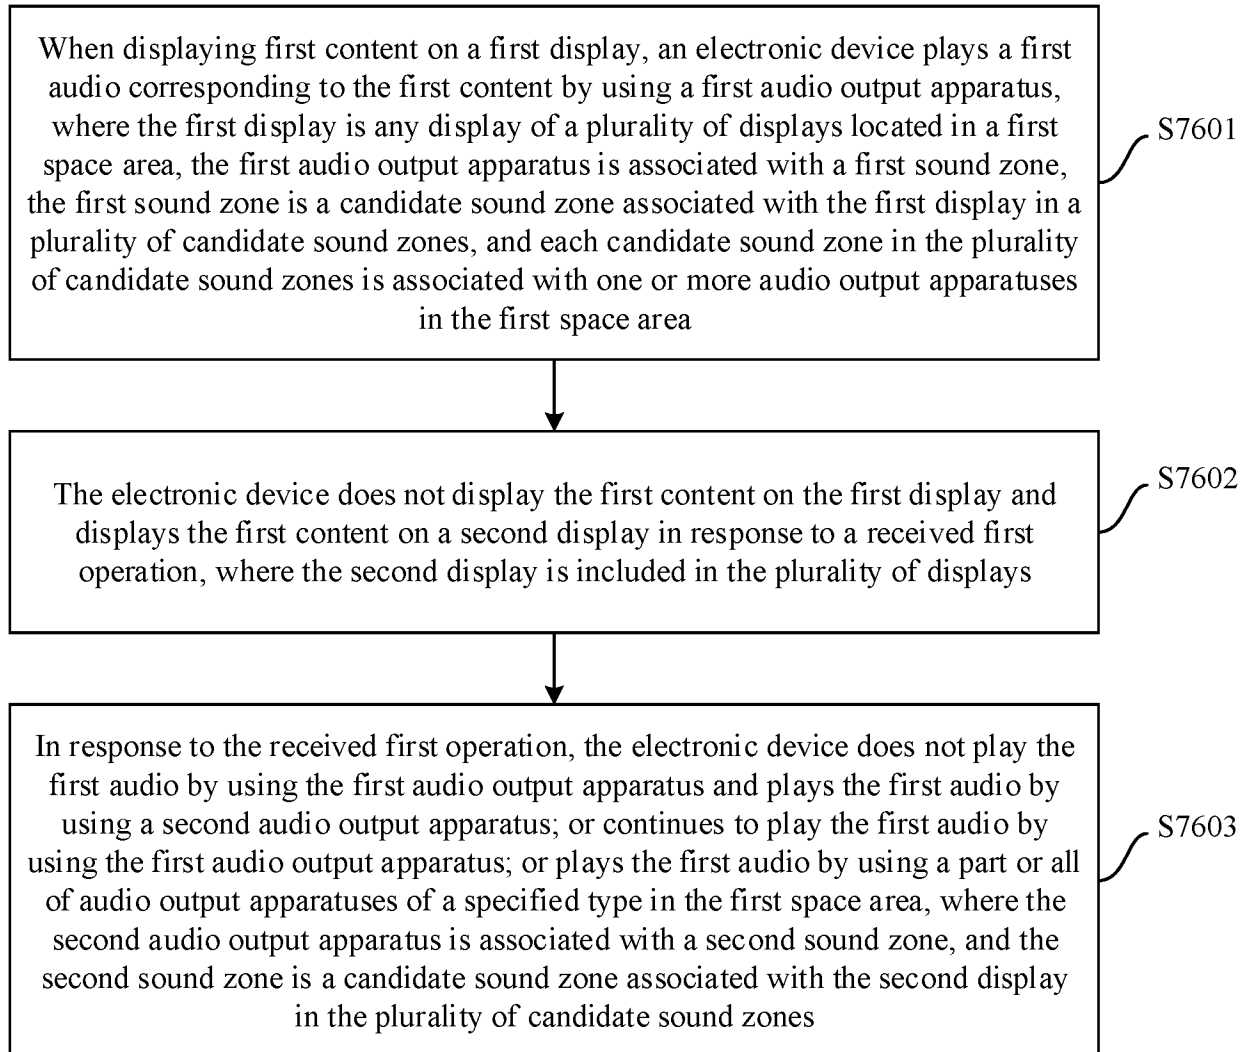 When displaying first content on a first display, an electronic device plays a first
audio corresponding to the first content by using a first audio output apparatus,
where the first display is any display of a plurality of displays located in a first
space area, the first audio output apparatus is associated with a first sound zone,
the first sound zone is a candidate sound zone associated with the first display in a
plurality of candidate sound zones, and each candidate sound zone in the plurality
of candidate sound zones is associated with one or more audio output apparatuses
in the first space area
S7601
The electronic device does not display the first content on the first display and
displays the first content on a second display in response to a received first
operation, where the second display is included in the plurality of displays
S7602
In response to the received first operation, the electronic device does not play the
first audio by using the first audio output apparatus and plays the first audio by
using a second audio output apparatus; or continues to play the first audio by
using the first audio output apparatus; or plays the first audio by using a part or all
of audio output apparatuses of a specified type in the first space area, where the
second audio output apparatus is associated with a second sound zone, and the
second sound zone is a candidate sound zone associated with the second display
in the plurality of candidate sound zones
S7603